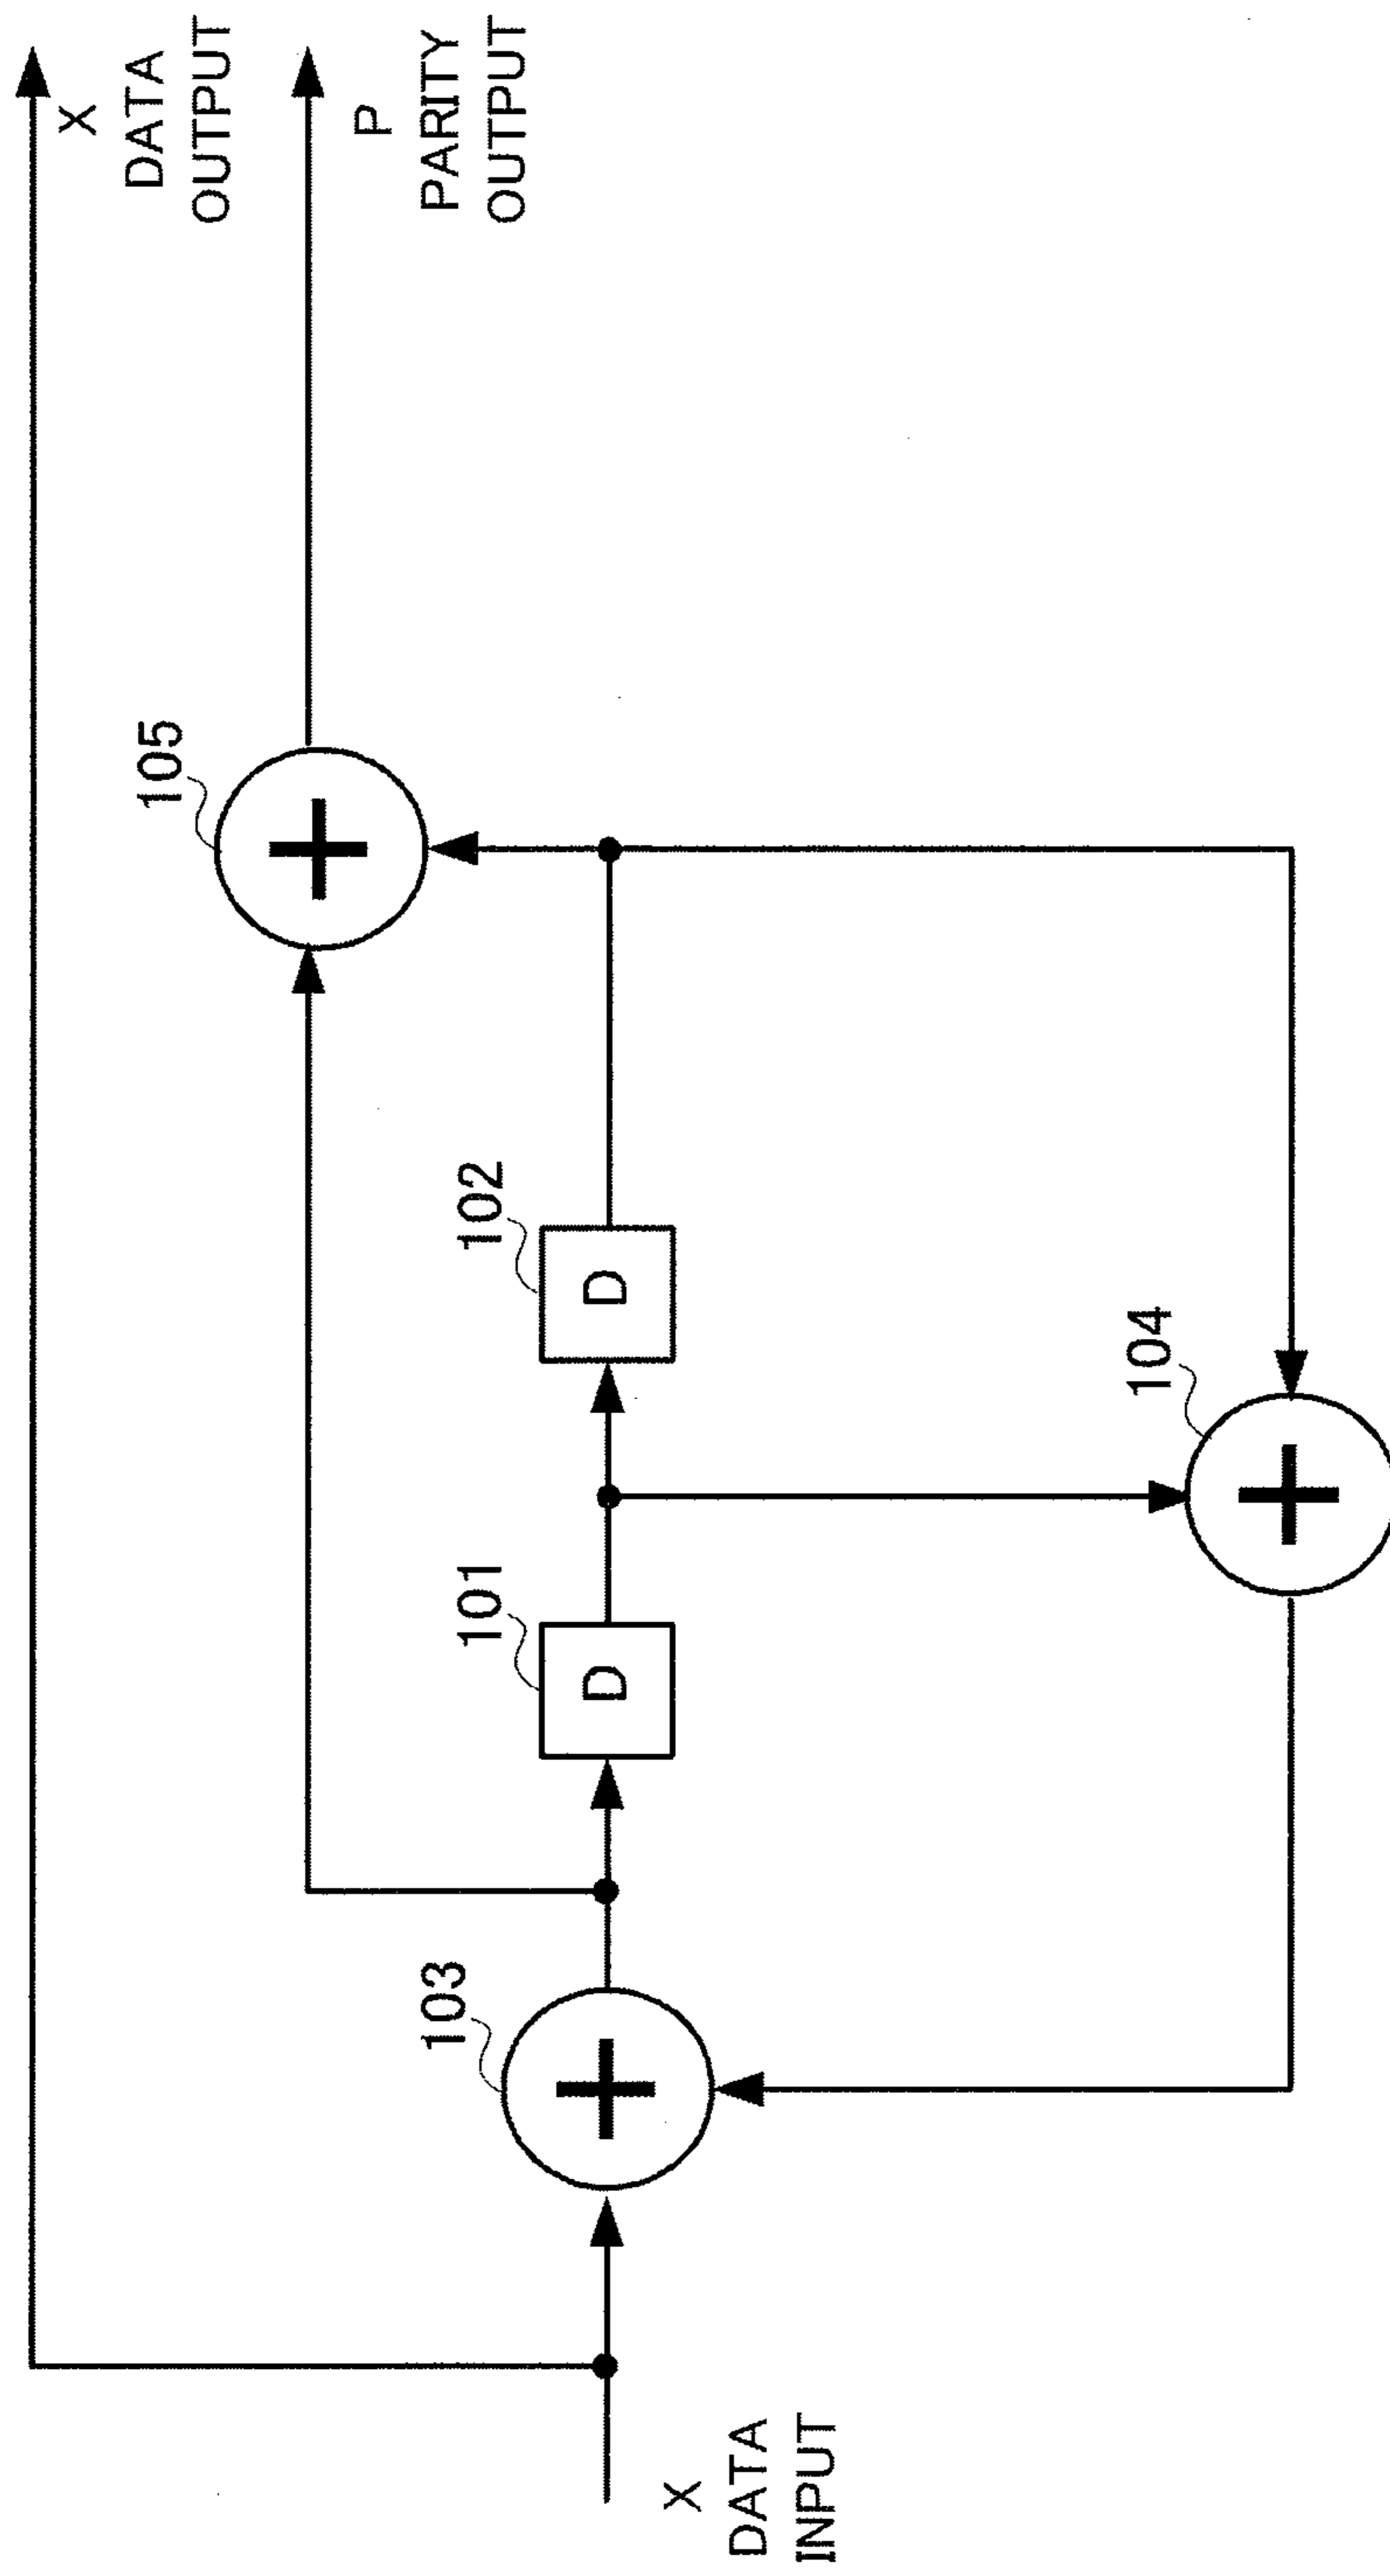 X
DATA
OUTPUT
P
PARITY
OUTPUT
105
102
101
104
103
D
D
X
DATA
INPUT